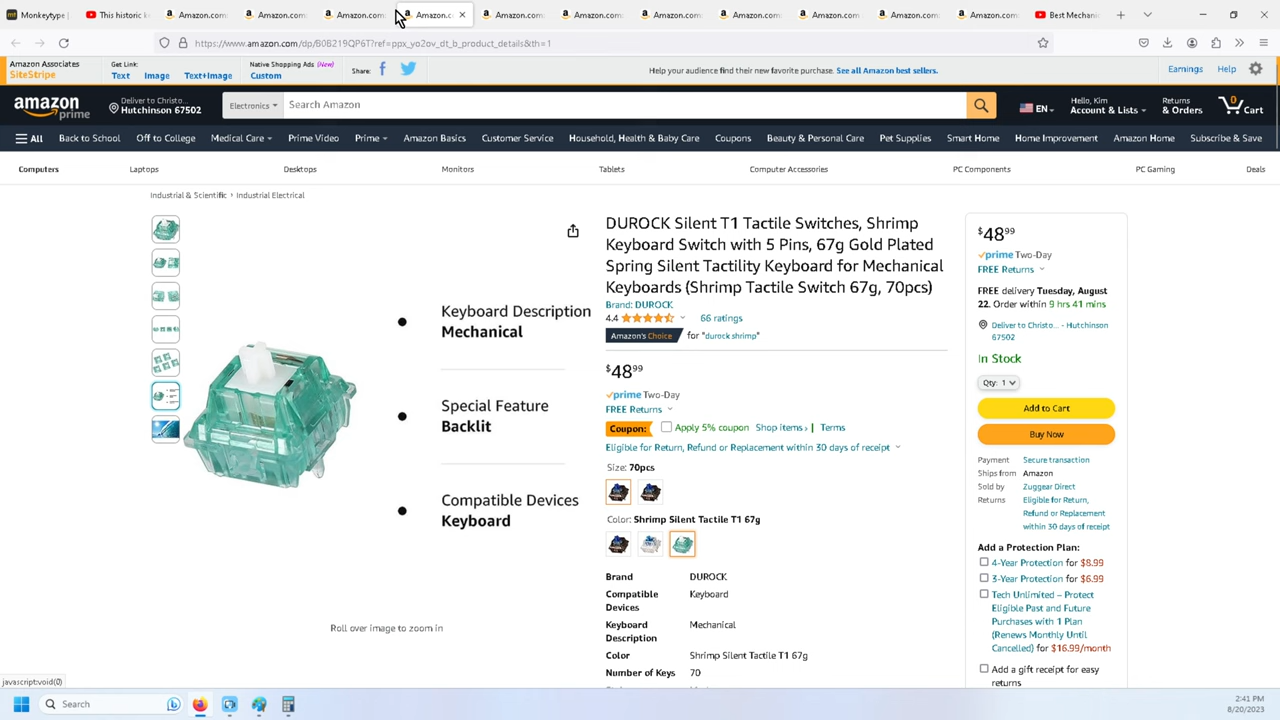 Monkeytype |
This historic k
Amazon.com
Amazon.com
Amazon.com
Amazon.c
Amazon.com
Amazon.com
Amazon.com
Amazon.com
Amazon.com
Amazon.com
Amazon.com
Best Mechani
https://www.amazon.com/dp/B0B219QP6T?ref=ppx_yo2ov_dt_b_product_details&th=1
Amazon Associates
SiteStripe
Get Link:
Text Image Text+Image
Native Shopping Ads (New)
Custom
Share:
Help your audience find their new favorite purchase. See all Amazon best sellers.
Earnings
Help
amazon
prime
Deliver to Christo...
Hutchinson 67502
Electronics
Search Amazon
EN
Hello, Kim
Account & Lists
Returns
& Orders
0
Cart
All
Back to School
Off to College
Medical Care
Prime Video
Prime
Amazon Basics
Customer Service
Household, Health & Baby Care
Coupons
Beauty & Personal Care
Pet Supplies
Smart Home
Home Improvement
Amazon Home
Subscribe & Save
Computers
Laptops
Desktops
Monitors
Tablets
Computer Accessories
PC Components
PC Gaming
Deals
Industrial & Scientific › Industrial Electrical
Keyboard Description
Mechanical
Special Feature
Backlit
Compatible Devices
Keyboard
Roll over image to zoom in
DUROCK Silent T1 Tactile Switches, Shrimp
Keyboard Switch with 5 Pins, 67g Gold Plated
Spring Silent Tactility Keyboard for Mechanical
Keyboards (Shrimp Tactile Switch 67g, 70pcs)
Brand: DUROCK
4.4 66 ratings
Amazon's Choice for "durock shrimp"
$48⁹⁹
prime Two-Day
FREE Returns
Coupon: Apply 5% coupon Shop items › | Terms
Eligible for Return, Refund or Replacement within 30 days of receipt
Size: 70pcs
Color: Shrimp Silent Tactile T1 67g
Brand DUROCK
Compatible Keyboard
Devices
Keyboard Mechanical
Description
Color Shrimp Silent Tactile T1 67g
Number of Keys 70
$48⁹⁹
prime Two-Day
FREE Returns
FREE delivery Tuesday, August
22. Order within 9 hrs 41 mins
Deliver to Christo... - Hutchinson
67502
In Stock
Qty: 1
Add to Cart
Buy Now
Payment Secure transaction
Ships from Amazon
Sold by Zuggear Direct
Returns Eligible for Return,
Refund or Replacement
within 30 days of receipt
Add a Protection Plan:
4-Year Protection for $8.99
3-Year Protection for $6.99
Tech Unlimited – Protect
Eligible Past and Future
Purchases with 1 Plan
(Renews Monthly Until
Cancelled) for $16.99/month
Add a gift receipt for easy
returns
javascript:void(0)
Search
2:41 PM
8/20/2023